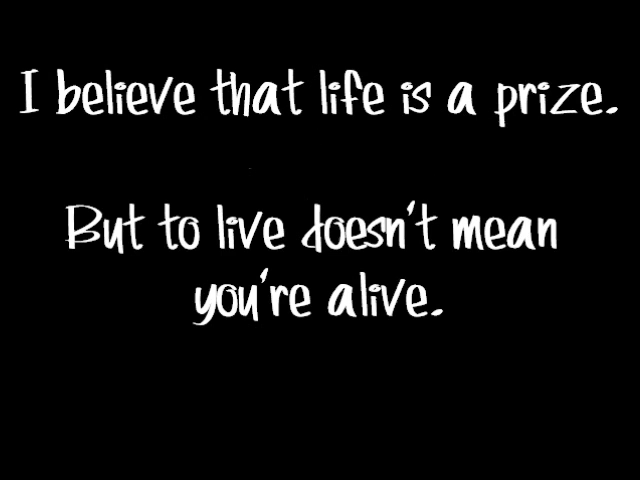 I believe that life is a prize.
But to live doesn't mean
you're alive.